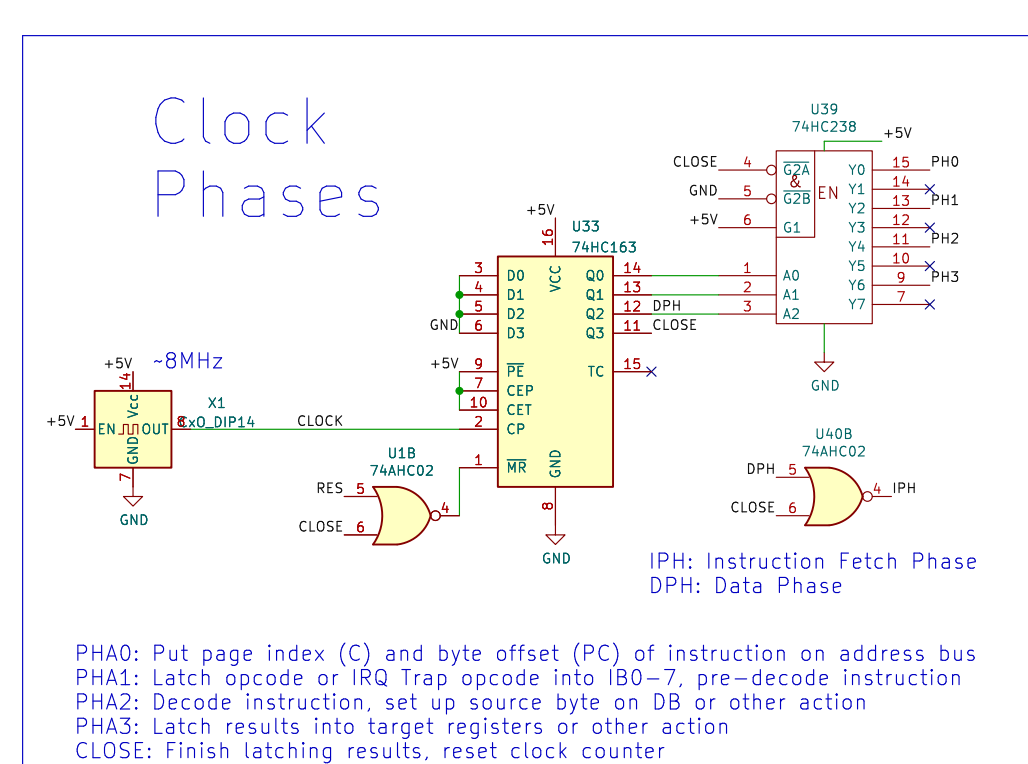 Clock
Phases
U39
74HC238
+5V
CLOSE 4 G2A Y0 15 PH0
& EN
Y1 14
GND 5 G2B Y2 13 PH1
+5V 6 G1 Y3 12
Y4 11 PH2
Y5 10
1 A0 Y6 9 PH3
2 A1 Y7 7
3 A2
GND
+5V
16
U33
74HC163
VCC
3 D0 Q0 14
4 D1 Q1 13
5 D2 Q2 12 DPH
GND 6 D3 Q3 11 CLOSE
+5V 9 PE TC 15
7 CEP
10 CET
2 CP
1 MR
GND
8
GND
~8MHz
+5V
14
X1
CXO_DIP14
+5V 1 EN Vcc OUT 8 CLOCK
GND
7
GND
U1B
74AHC02
RES 5
4
CLOSE 6
U40B
74AHC02
DPH 5
4 IPH
CLOSE 6
IPH: Instruction Fetch Phase
DPH: Data Phase
PHA0: Put page index (C) and byte offset (PC) of instruction on address bus
PHA1: Latch opcode or IRQ Trap opcode into IB0-7, pre-decode instruction
PHA2: Decode instruction, set up source byte on DB or other action
PHA3: Latch results into target registers or other action
CLOSE: Finish latching results, reset clock counter